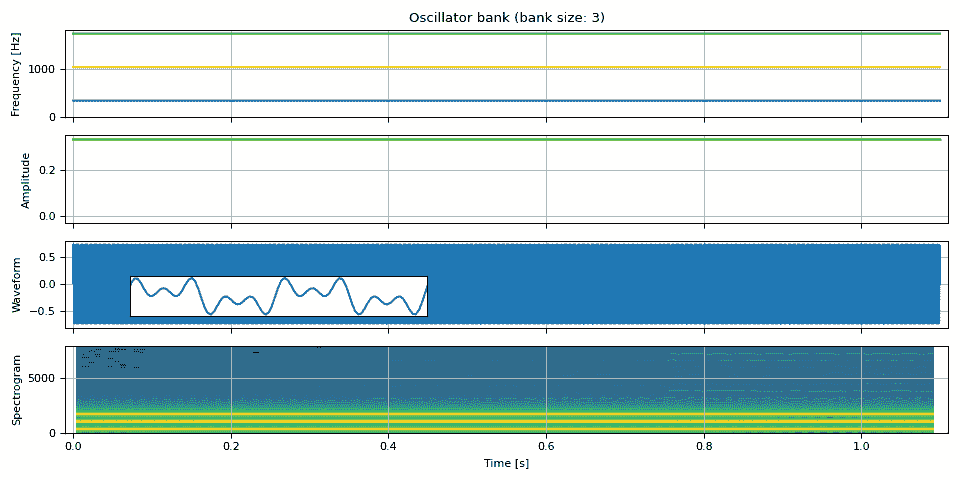 Oscillator bank (bank size: 3)
Frequency [Hz]
1000
0
Amplitude
0.2
0.0
Waveform
0.5
0.0
−0.5
Spectrogram
5000
0
0.0 0.2 0.4 0.6 0.8 1.0
Time [s]